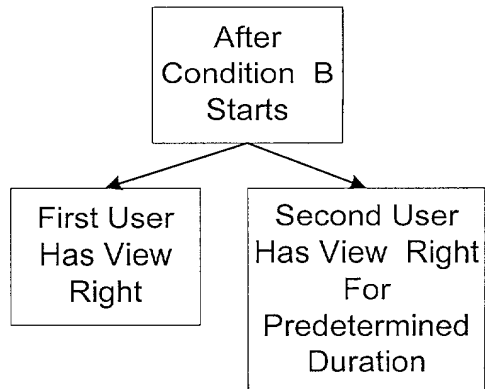 After
Condition B
Starts
First User
Has View
Right
Second User
Has View Right
For
Predetermined
Duration